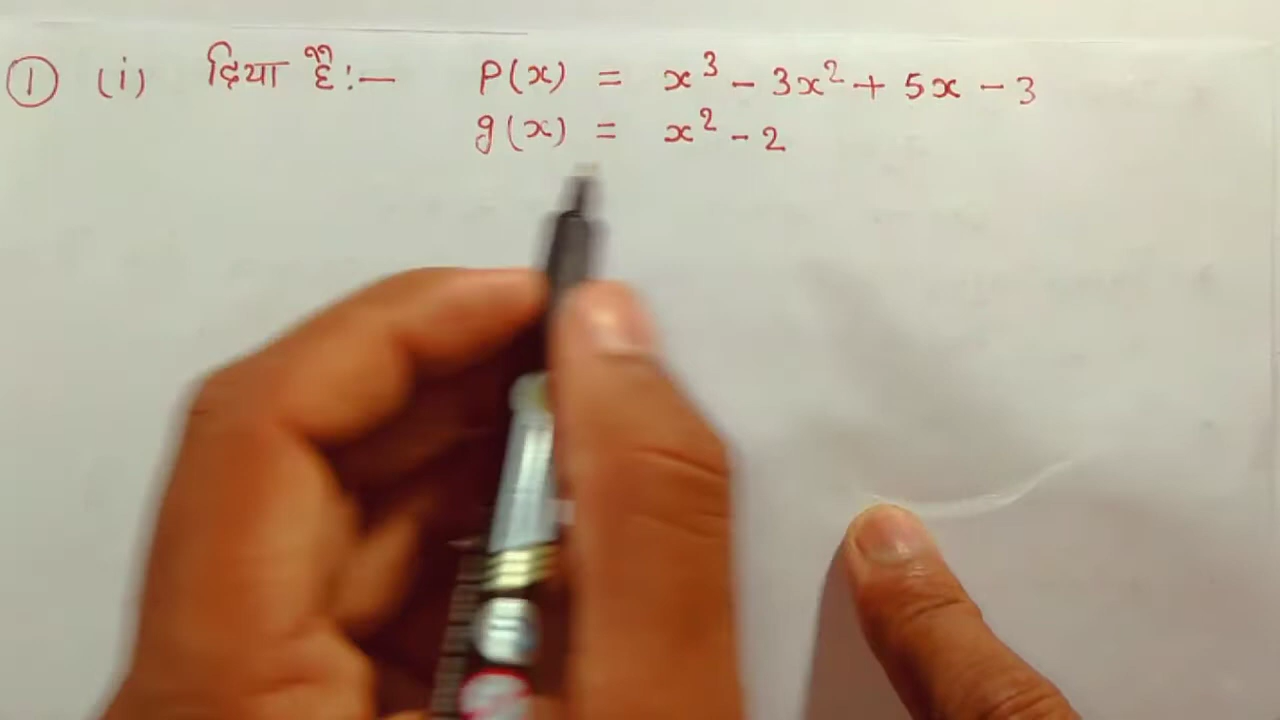 ① (i) दिया है :— P(x) = x³ - 3x² + 5x - 3
g(x) = x² - 2